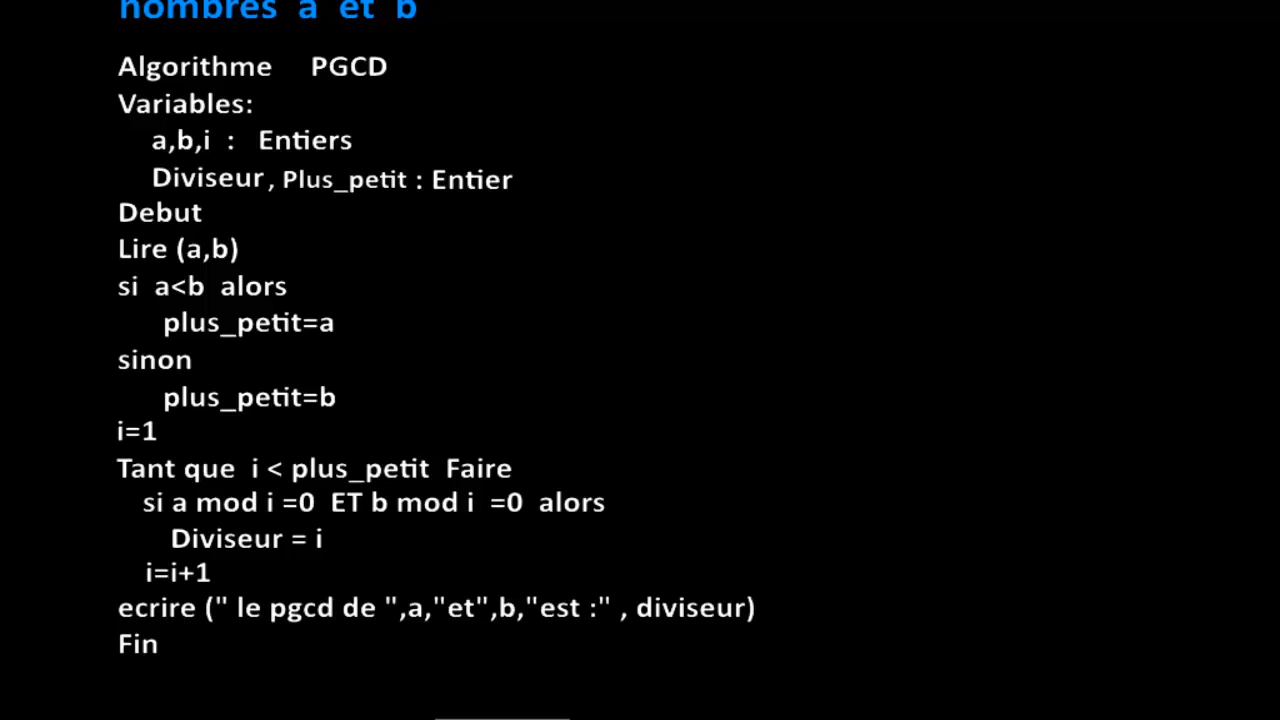 nombres a et b
Algorithme PGCD
Variables:
a,b,i : Entiers
Diviseur, Plus_petit : Entier
Debut
Lire (a,b)
si a<b alors
plus_petit=a
sinon
plus_petit=b
i=1
Tant que i < plus_petit Faire
si a mod i =0 ET b mod i =0 alors
Diviseur = i
i=i+1
ecrire (" le pgcd de ",a,"et",b,"est :" , diviseur)
Fin